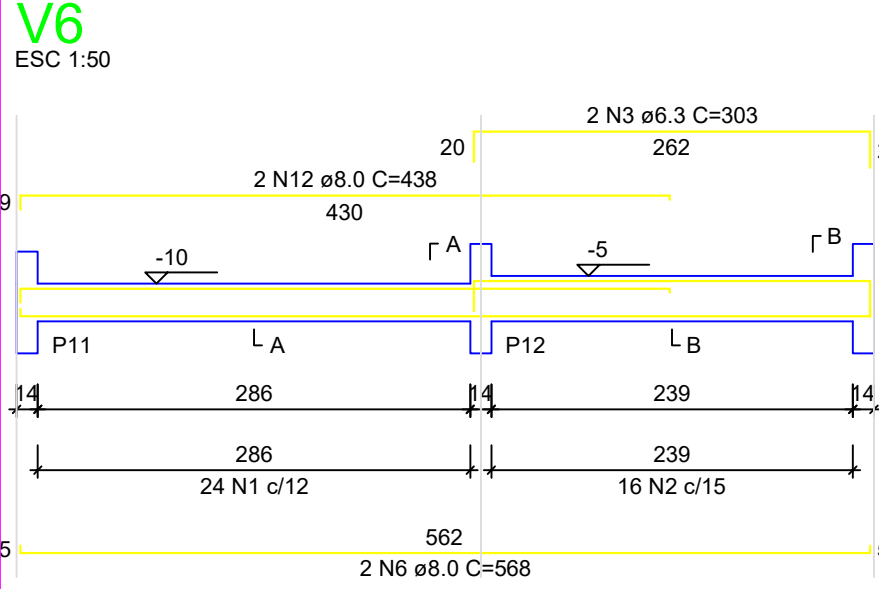 V6
ESC 1:50
2 N3 ø6.3 C=303
20
262
2 N12 ø8.0 C=438
9
430
A
B
-10
-5
P11
A
P12
B
14
286
14
239
14
286
239
24 N1 c/12
16 N2 c/15
5
562
2 N6 ø8.0 C=568